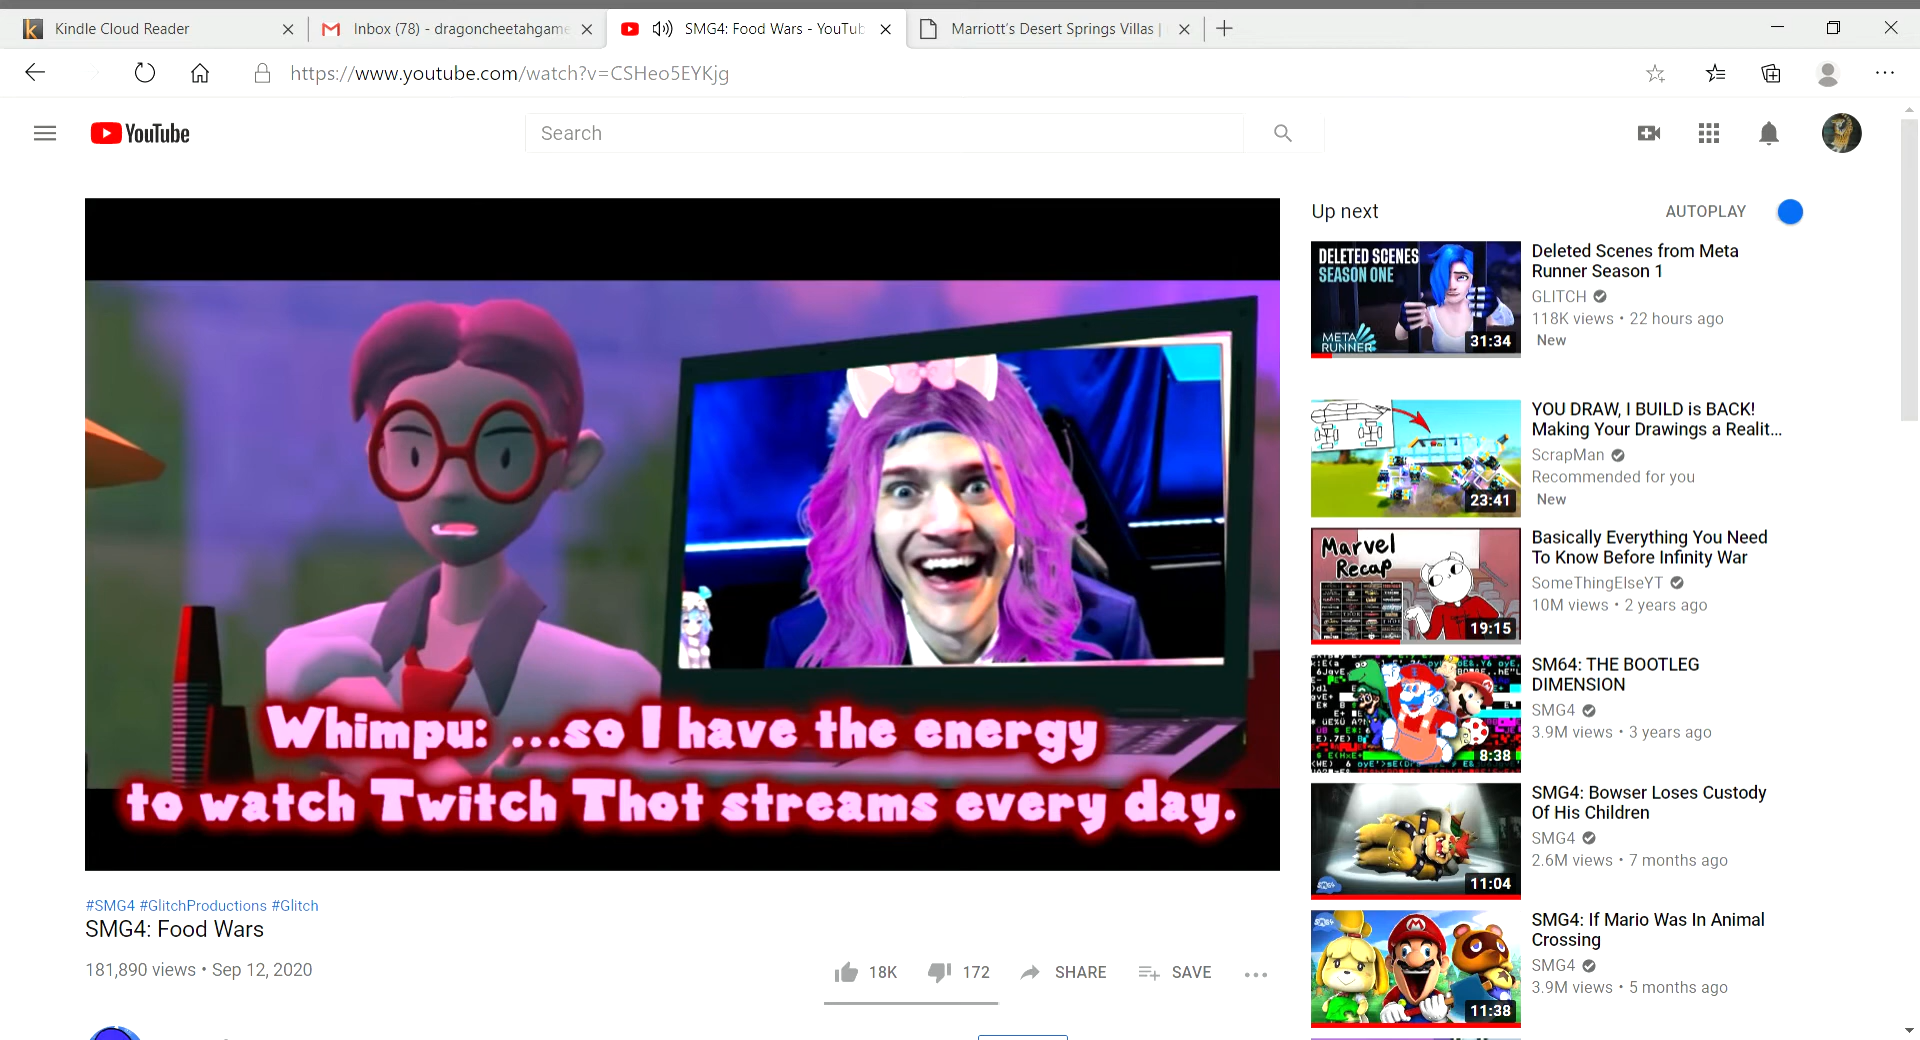 Kindle Cloud Reader
Inbox (78) - dragoncheetahgame
SMG4: Food Wars - YouTub
Marriott's Desert Springs Villas |
https://www.youtube.com/watch?v=CSHeo5EYKjg
YouTube
Search
Whimpu: ...so I have the energy
to watch Twitch Thot streams every day.
#SMG4 #GlitchProductions #Glitch
SMG4: Food Wars
181,890 views • Sep 12, 2020
18K
172
SHARE
SAVE
Up next
AUTOPLAY
DELETED SCENES
SEASON ONE
META
RUNNER
31:34
Deleted Scenes from Meta
Runner Season 1
GLITCH
118K views • 22 hours ago
New
23:41
YOU DRAW, I BUILD is BACK!
Making Your Drawings a Realit...
ScrapMan
Recommended for you
New
Marvel
Recap
19:15
Basically Everything You Need
To Know Before Infinity War
SomeThingElseYT
10M views • 2 years ago
8:38
SM64: THE BOOTLEG
DIMENSION
SMG4
3.9M views • 3 years ago
11:04
SMG4: Bowser Loses Custody
Of His Children
SMG4
2.6M views • 7 months ago
11:38
SMG4: If Mario Was In Animal
Crossing
SMG4
3.9M views • 5 months ago